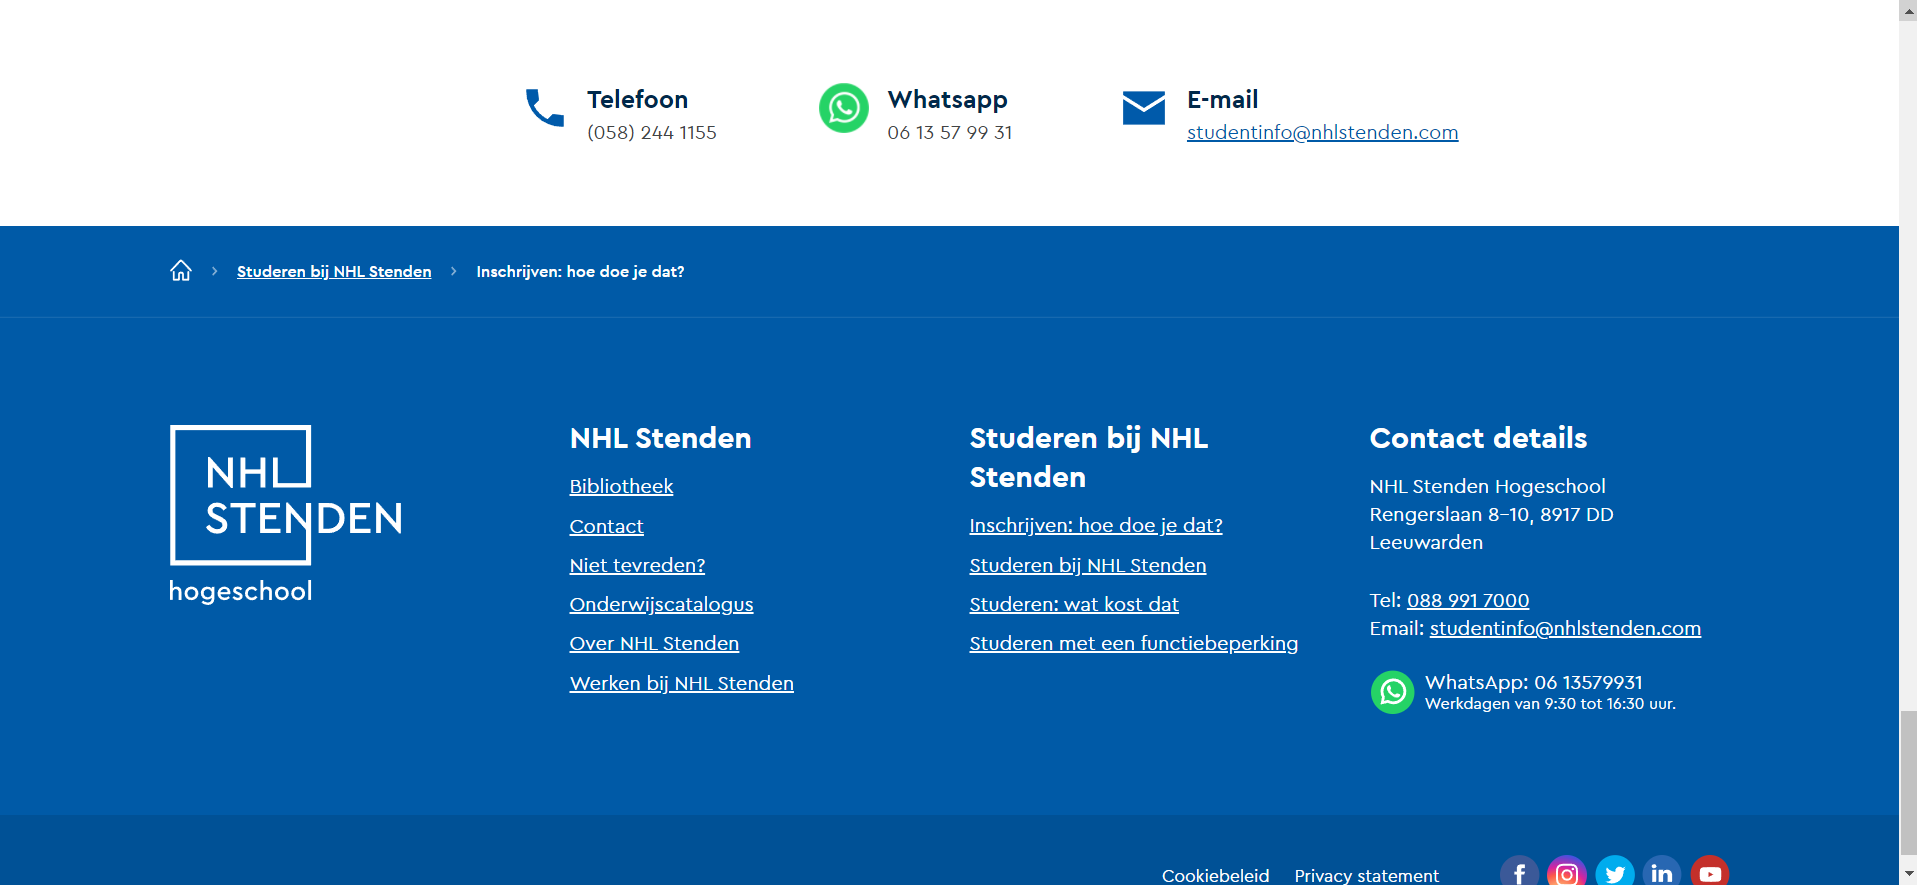 Telefoon
(058) 244 1155
Whatsapp
06 13 57 99 31
E-mail
studentinfo@nhlstenden.com
Studeren bij NHL Stenden
Inschrijven: hoe doe je dat?
NHL
STENDEN
hogeschool
NHL Stenden
Bibliotheek
Contact
Niet tevreden?
Onderwijscatalogus
Over NHL Stenden
Werken bij NHL Stenden
Studeren bij NHL
Stenden
Inschrijven: hoe doe je dat?
Studeren bij NHL Stenden
Studeren: wat kost dat
Studeren met een functiebeperking
Contact details
NHL Stenden Hogeschool
Rengerslaan 8-10, 8917 DD
Leeuwarden
Tel: 088 991 7000
Email: studentinfo@nhlstenden.com
WhatsApp: 06 13579931
Werkdagen van 9:30 tot 16:30 uur.
Cookiebeleid
Privacy statement